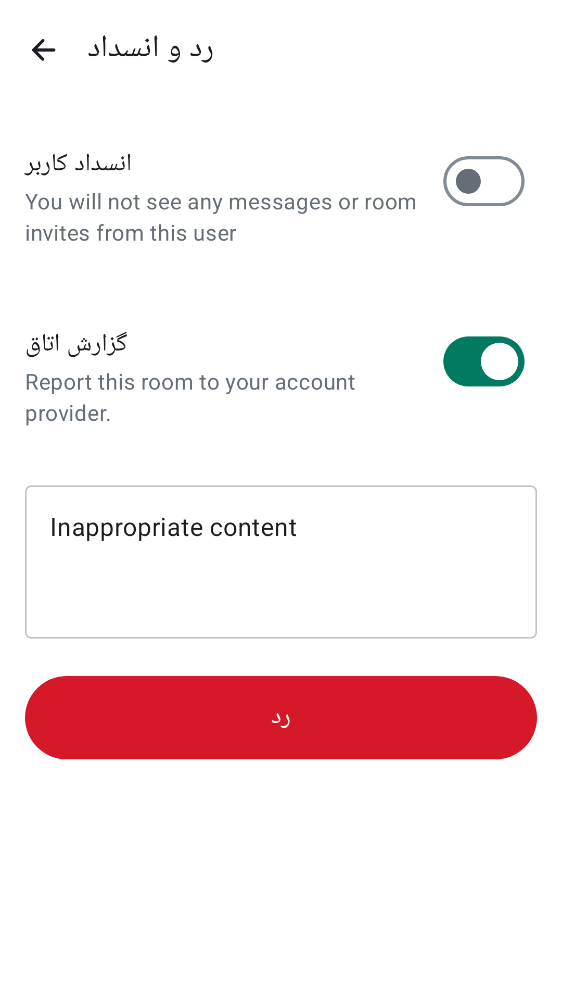 رد و انسداد
انسداد کاربر
You will not see any messages or room
invites from this user
گزارش اتاق
Report this room to your account
provider.
Inappropriate content
رد